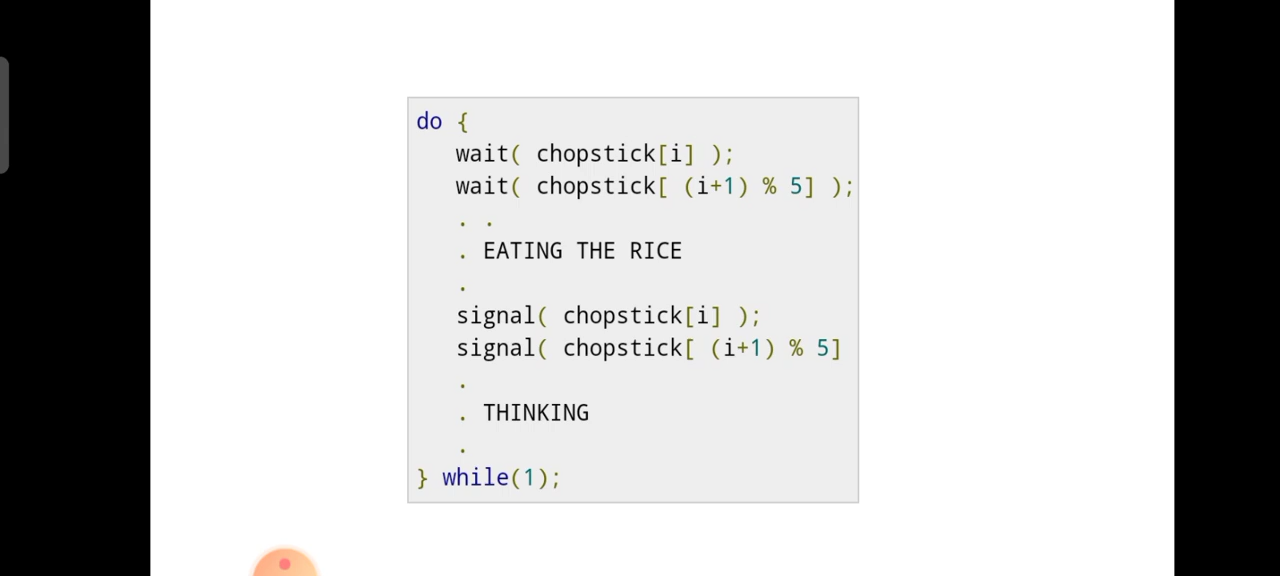 do {
wait( chopstick[i] );
wait( chopstick[ (i+1) % 5] );
. .
. EATING THE RICE
.
signal( chopstick[i] );
signal( chopstick[ (i+1) % 5]
.
. THINKING
.
} while(1);